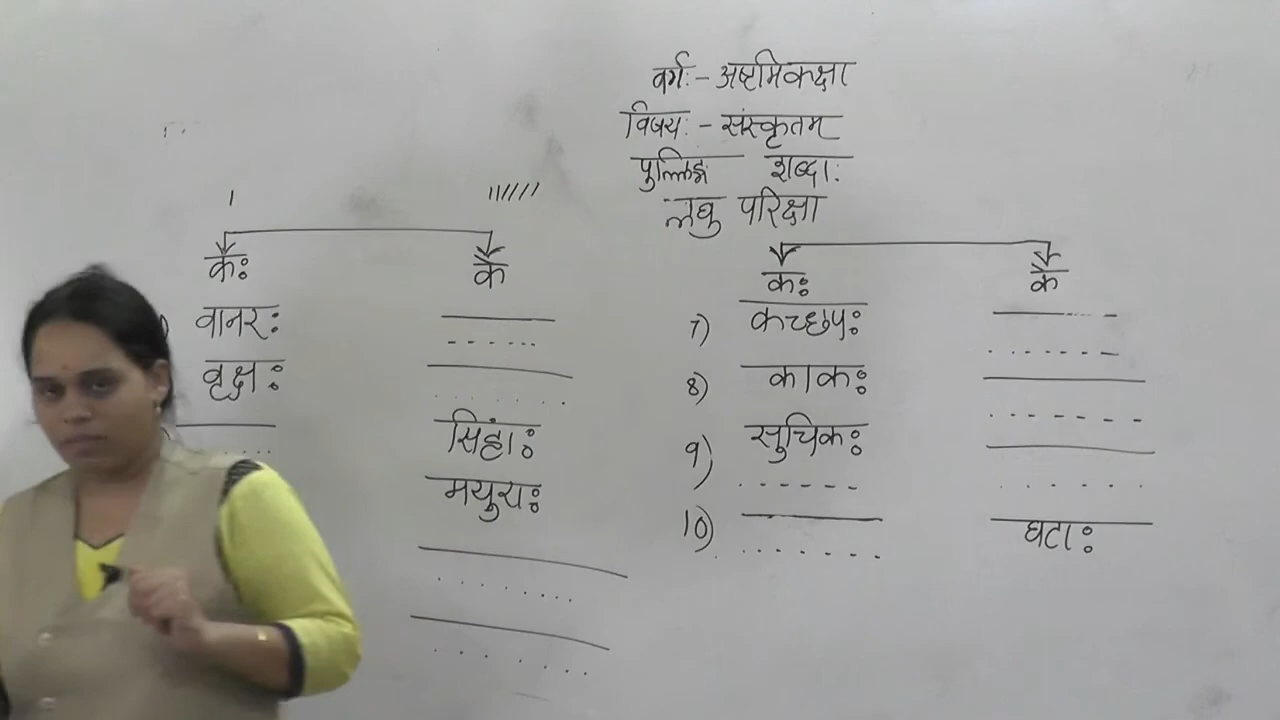 वर्गः - अष्टमिकक्षा
विषयः - संस्कृतम
पुल्लिङ्ग शब्दाः
लघु परिक्षा
कः के
वानरः
वृक्षः
सिहाः
मयुराः
कः के
7) कच्छपः
8) काकः
9) सुचिकः
10) घटाः